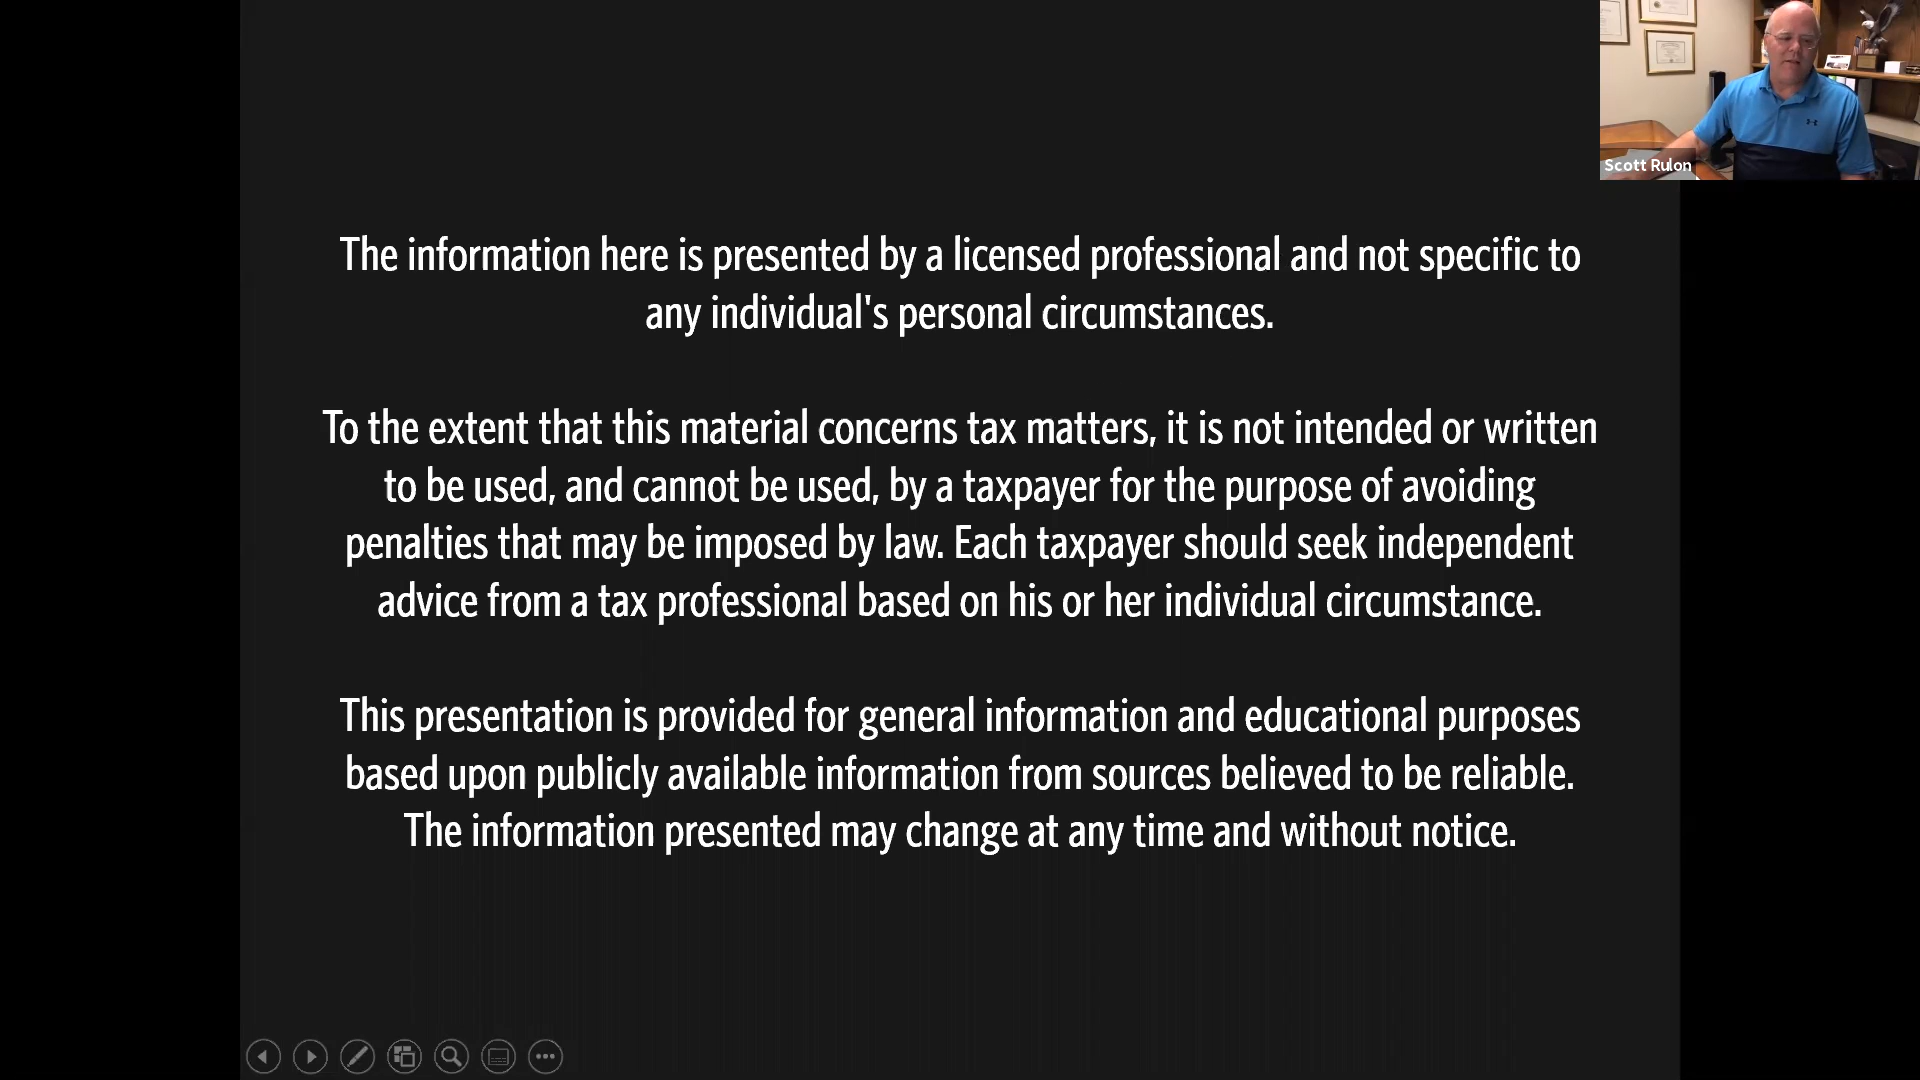 Scott Rulon
The information here is presented by a licensed professional and not specific to
any individual's personal circumstances.
To the extent that this material concerns tax matters, it is not intended or written
to be used, and cannot be used, by a taxpayer for the purpose of avoiding
penalties that may be imposed by law. Each taxpayer should seek independent
advice from a tax professional based on his or her individual circumstance.
This presentation is provided for general information and educational purposes
based upon publicly available information from sources believed to be reliable.
The information presented may change at any time and without notice.